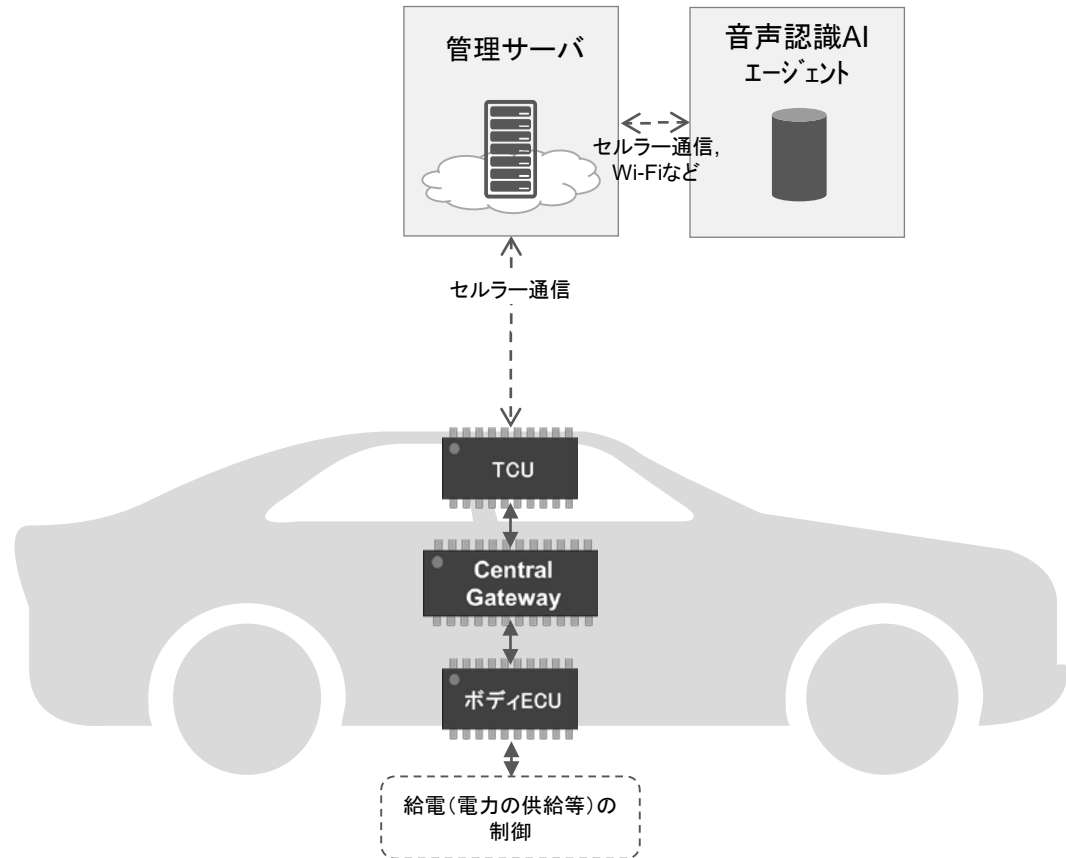 管理サーバ
音声認識AI
エージェント
セルラー通信,
Wi-Fiなど
セルラー通信
TCU
Central
Gateway
ボディECU
給電(電力の供給等)の
制御